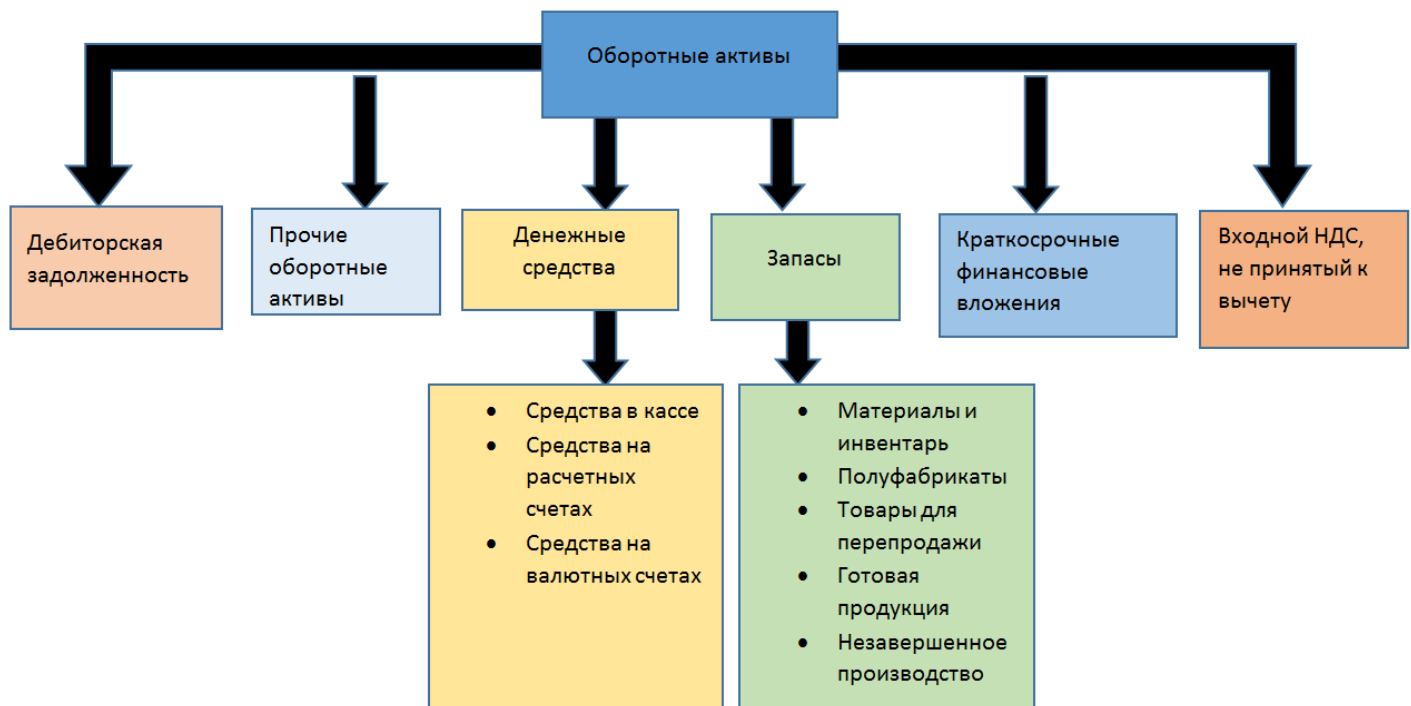 Оборотные активы
Дебиторская
задолженность
Прочие
оборотные
активы
Денежные
средства
Запасы
Краткосрочные
финансовые
вложения
Входной НДС,
не принятый к
вычету
• Средства в кассе
• Средства на
расчетных
счетах
• Средства на
валютных счетах
• Материалы и
инвентарь
• Полуфабрикаты
• Товары для
перепродажи
• Готовая
продукция
• Незавершенное
производство